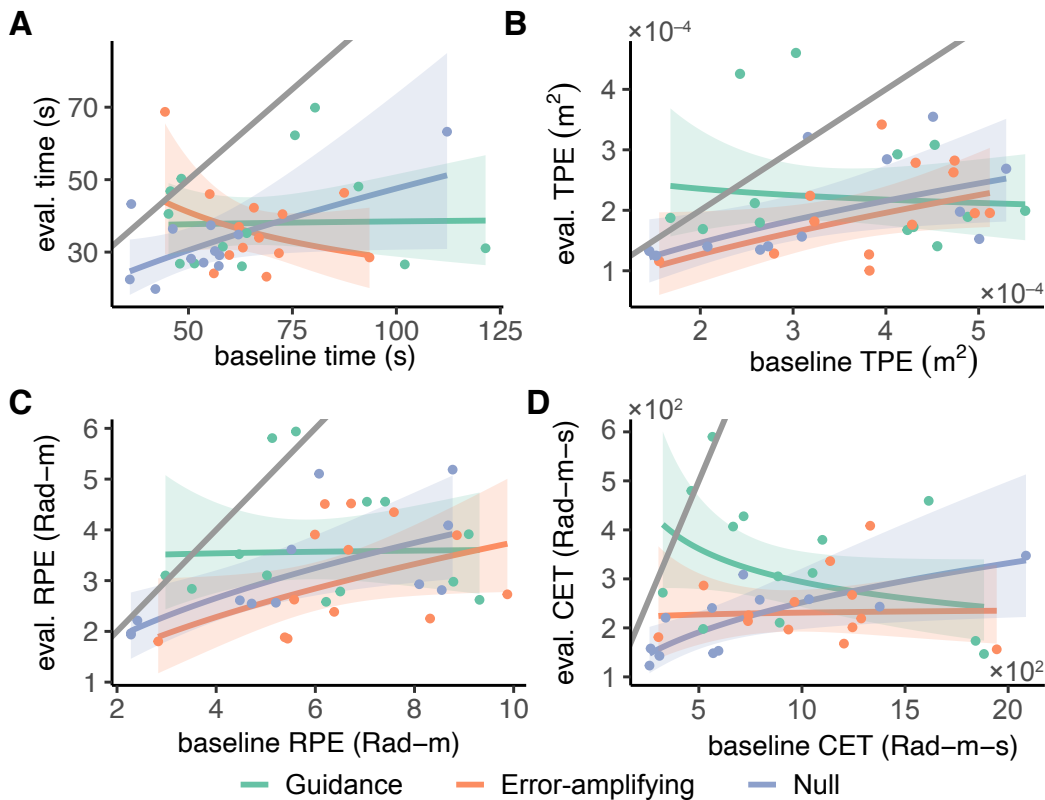 A
B
×10⁻⁴
eval. time (s)
70
50
30
50
75
100
125
baseline time (s)
eval. TPE (m²)
4
3
2
1
×10⁻⁴
2
3
4
5
baseline TPE (m²)
C
D
×10²
eval. RPE (Rad−m)
6
5
4
3
2
1
2
4
6
8
10
baseline RPE (Rad−m)
eval. CET (Rad−m−s)
6
5
4
3
2
1
×10²
5
10
15
20
baseline CET (Rad−m−s)
Guidance
Error−amplifying
Null